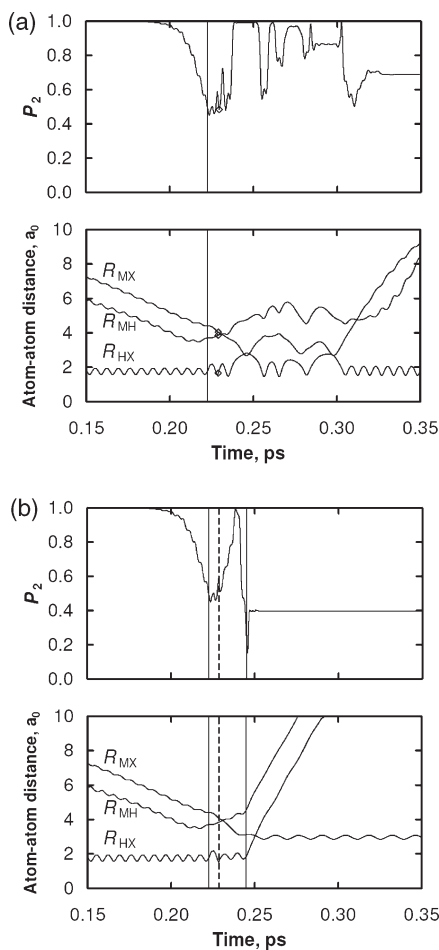 (a)
1.0
0.8
0.6
0.4
0.2
0.0
P2
10
8
6
4
2
0
Atom-atom distance, a0
RMX
RMH
RHX
0.15 0.20 0.25 0.30 0.35
Time, ps
(b)
1.0
0.8
0.6
0.4
0.2
0.0
P2
10
8
6
4
2
0
Atom-atom distance, a0
RMX
RMH
RHX
0.15 0.20 0.25 0.30 0.35
Time, ps